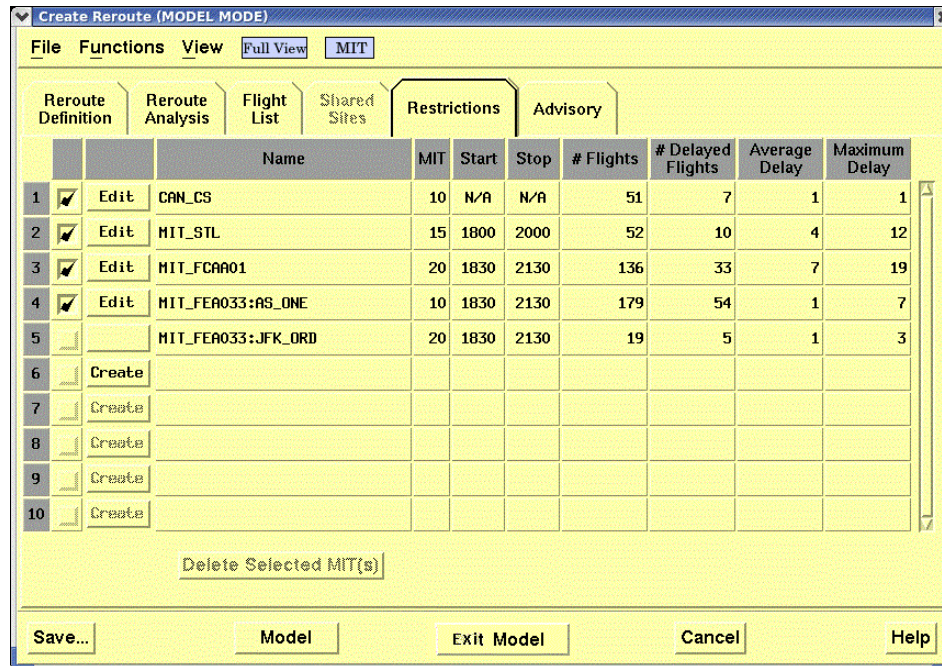 Create Reroute (MODEL MODE)
File Functions View Full View MIT
Reroute Definition Reroute Analysis Flight List Shared Sites Restrictions Advisory
Name MIT Start Stop # Flights # Delayed Flights Average Delay Maximum Delay
1 Edit CAN_CS 10 N/A N/A 51 7 1 1
2 Edit MIT_STL 15 1800 2000 52 10 4 12
3 Edit MIT_FCAA01 20 1830 2130 136 33 7 19
4 Edit MIT_FEA033:AS_ONE 10 1830 2130 179 54 1 7
5 MIT_FEA033:JFK_ORD 20 1830 2130 19 5 1 3
6 Create
7 Create
8 Create
9 Create
10 Create
Delete Selected MIT(s)
Save... Model Exit Model Cancel Help